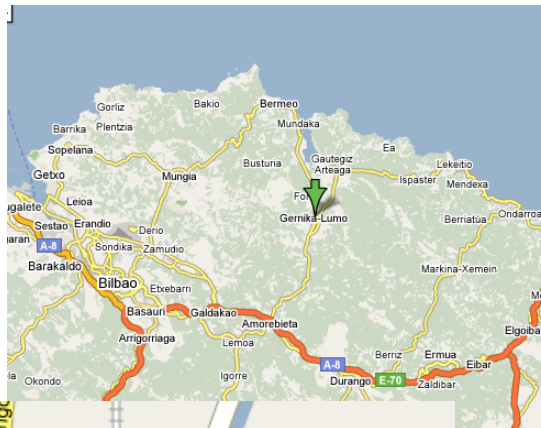 Gorliz
Bakio
Bermeo
Barrika
Plentzia
Mundaka
Sopelana
Ea
Gautegiz
Arteaga
Lekeitio
Busturia
Getxo
Mungia
Ispaster
Mendexa
Leioa
Gernika-Lumo
Berriatúa
Ondarroa
Sestao
Erandio
Derio
A-8
Sondika
Zamudio
Barakaldo
Bilbao
Markina-Xemein
Etxebarri
Basauri
Galdakao
Amorebieta
Arrigorriaga
Lemoa
Elgoiba
Berriz
Ermua
Eibar
A-8
Okondo
Igorre
Durango
E-70
Zaldibar